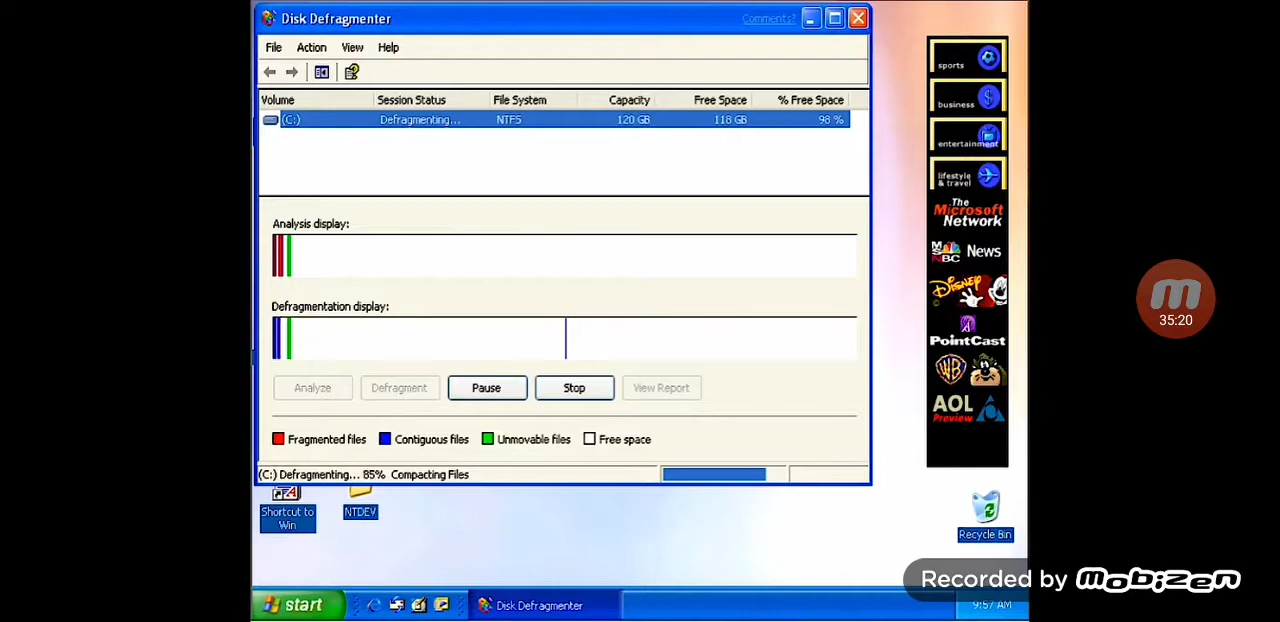 Disk Defragmenter
Comments?
File Action View Help
Volume Session Status File System Capacity Free Space % Free Space
(C:) Defragmenting... NTFS 120 GB 118 GB 98 %
Analysis display:
Defragmentation display:
Analyze Defragment Pause Stop View Report
Fragmented files Contiguous files Unmovable files Free space
(C:) Defragmenting... 85% Compacting Files
Shortcut to
Win
NTDEV
sports
business
$
entertainment
lifestyle
& travel
The
Microsoft
Network
MSNBC News
Disney
PointCast
WB
AOL
Preview
Recycle Bin
start
Disk Defragmenter
9:57 AM
m
35:20
Recorded by mobizen